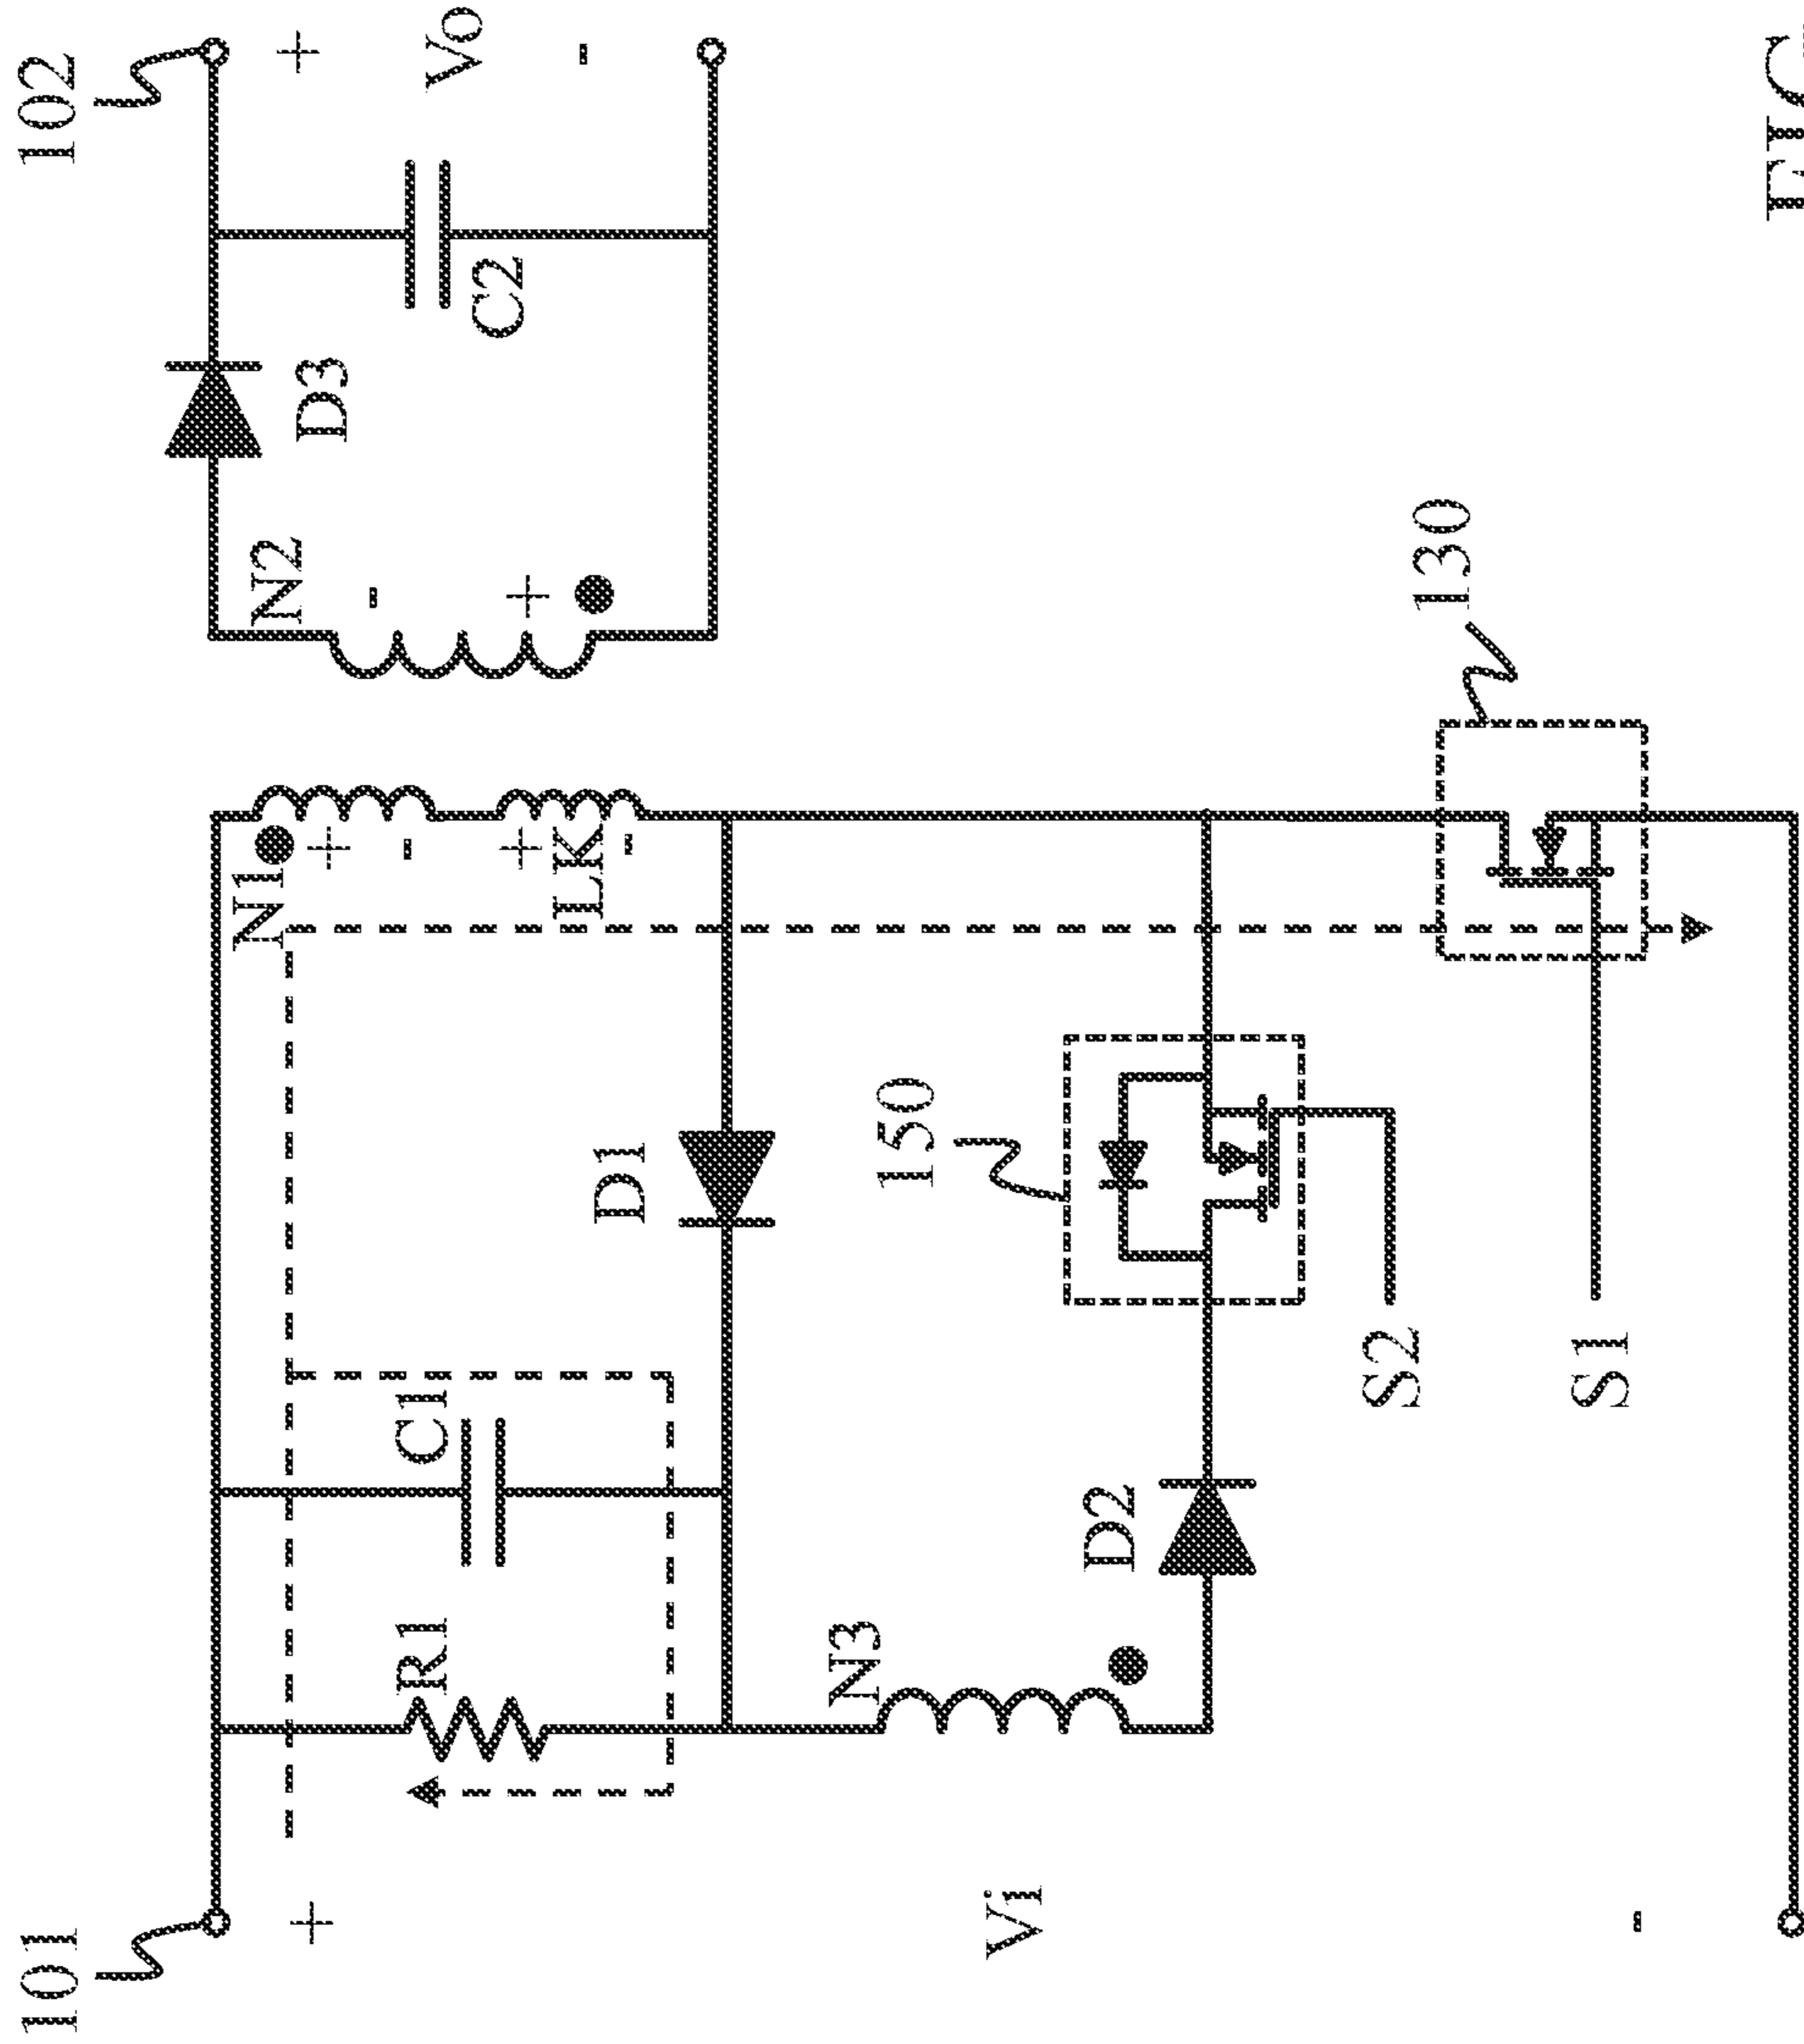 101
102
+
Vi
-
R1
C1
D1
N1
+
-
+
LK
-
N2
-
+
D3
C2
+
Vo
-
N3
D2
150
130
S2
S1